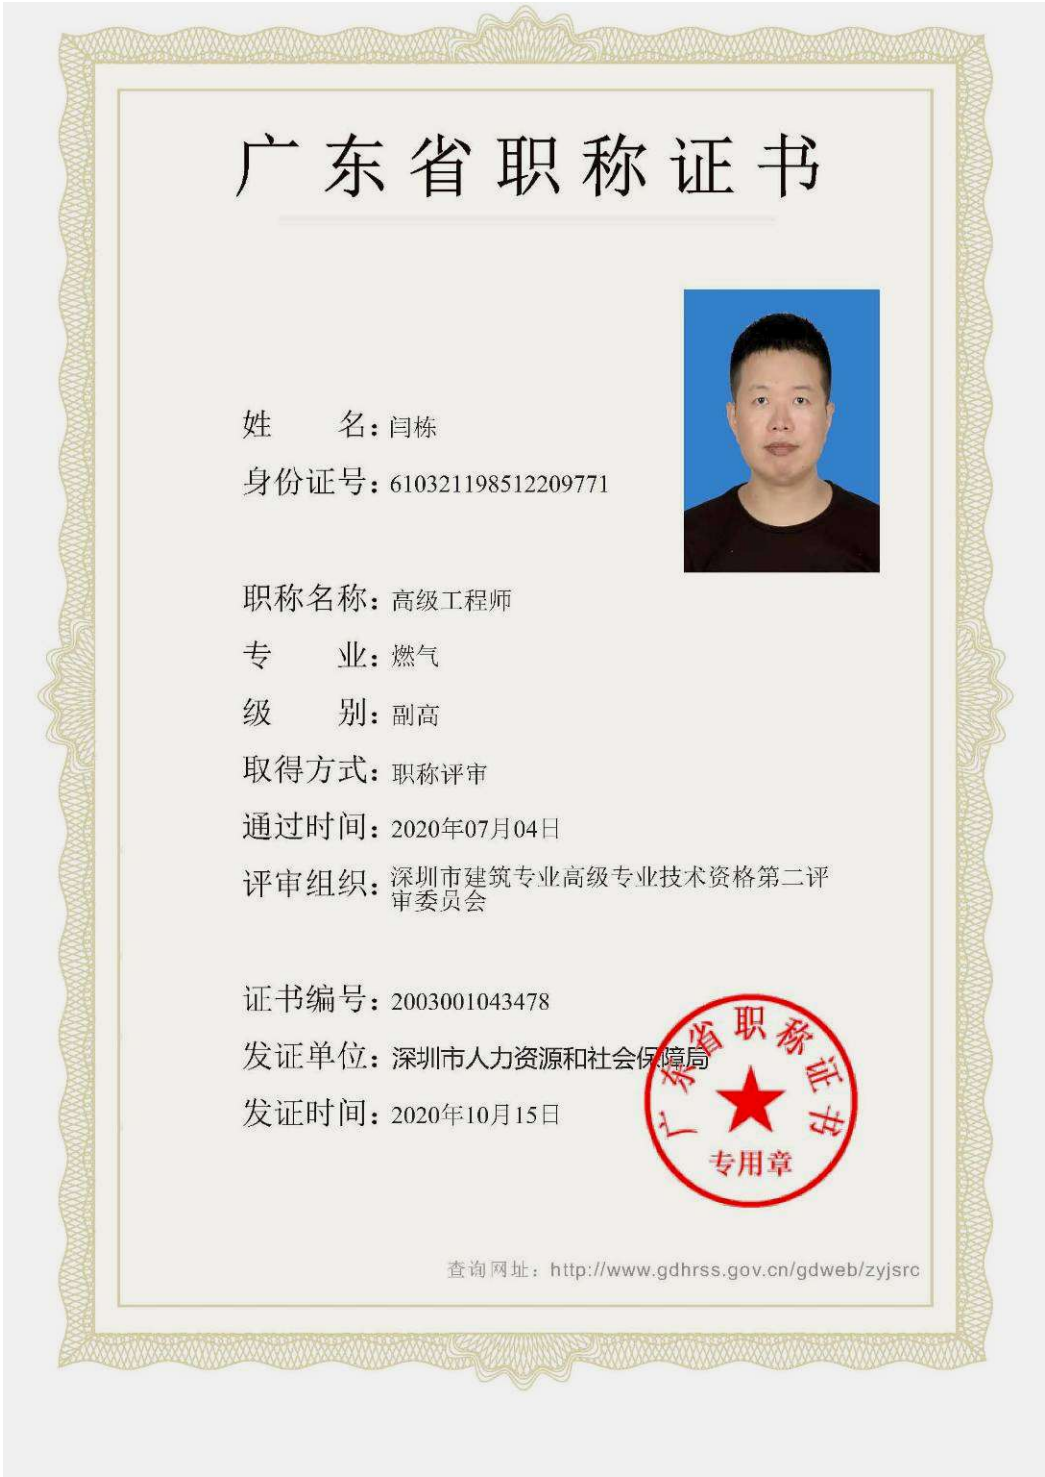 广东省职称证书
姓 名：闫栋
身份证号：610321198512209771
职称名称：高级工程师
专 业：燃气
级 别：副高
取得方式：职称评审
通过时间：2020年07月04日
评审组织：深圳市建筑专业高级专业技术资格第二评
审委员会
证书编号：2003001043478
发证单位：深圳市人力资源和社会保障局
发证时间：2020年10月15日
广东省职称证书
专用章
查询网址：http://www.gdhrss.gov.cn/gdweb/zyjsrc